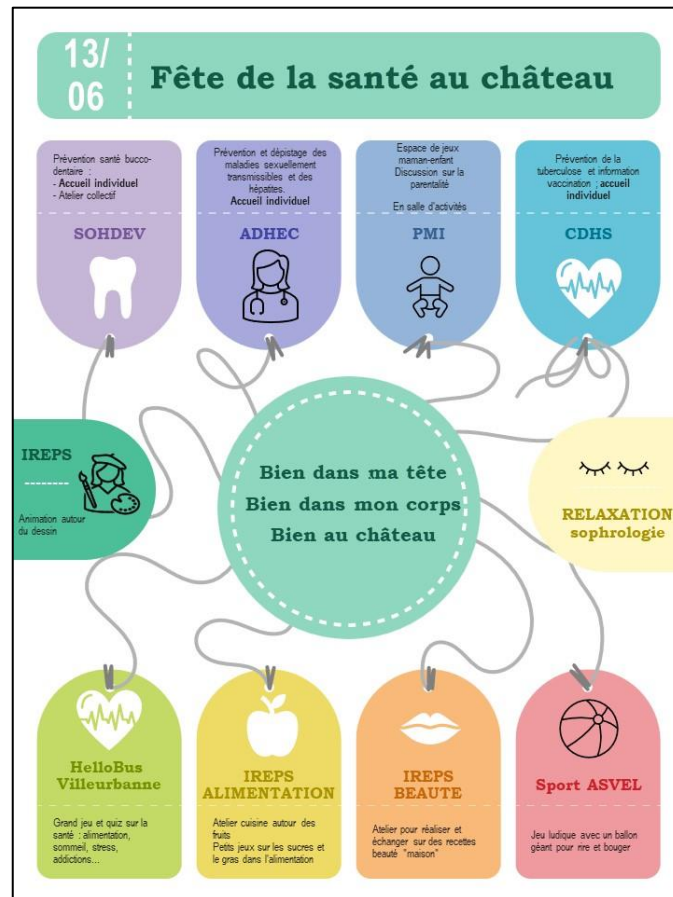 13/
06
Fête de la santé au château
Prévention santé bucco-
dentaire :
- Accueil individuel
- Atelier collectif
SOHDEV
Prévention et dépistage des
maladies sexuellement
transmissibles et des
hépatites.
Accueil individuel
ADHEC
Espace de jeux
maman-enfant
Discussion sur la
parentalité
En salle d'activités
PMI
Prévention de la
tuberculose et information
vaccination ; accueil
individuel
CDHS
IREPS
--------
Animation autour
du dessin
Bien dans ma tête
Bien dans mon corps
Bien au château
RELAXATION
sophrologie
HelloBus
Villeurbanne
Grand jeu et quiz sur la
santé : alimentation,
sommeil, stress,
addictions...
IREPS
ALIMENTATION
Atelier cuisine autour des
fruits
Petits jeux sur les sucres et
le gras dans l'alimentation
IREPS
BEAUTE
Atelier pour réaliser et
échanger sur des recettes
beauté "maison"
Sport ASVEL
Jeu ludique avec un ballon
géant pour rire et bouger